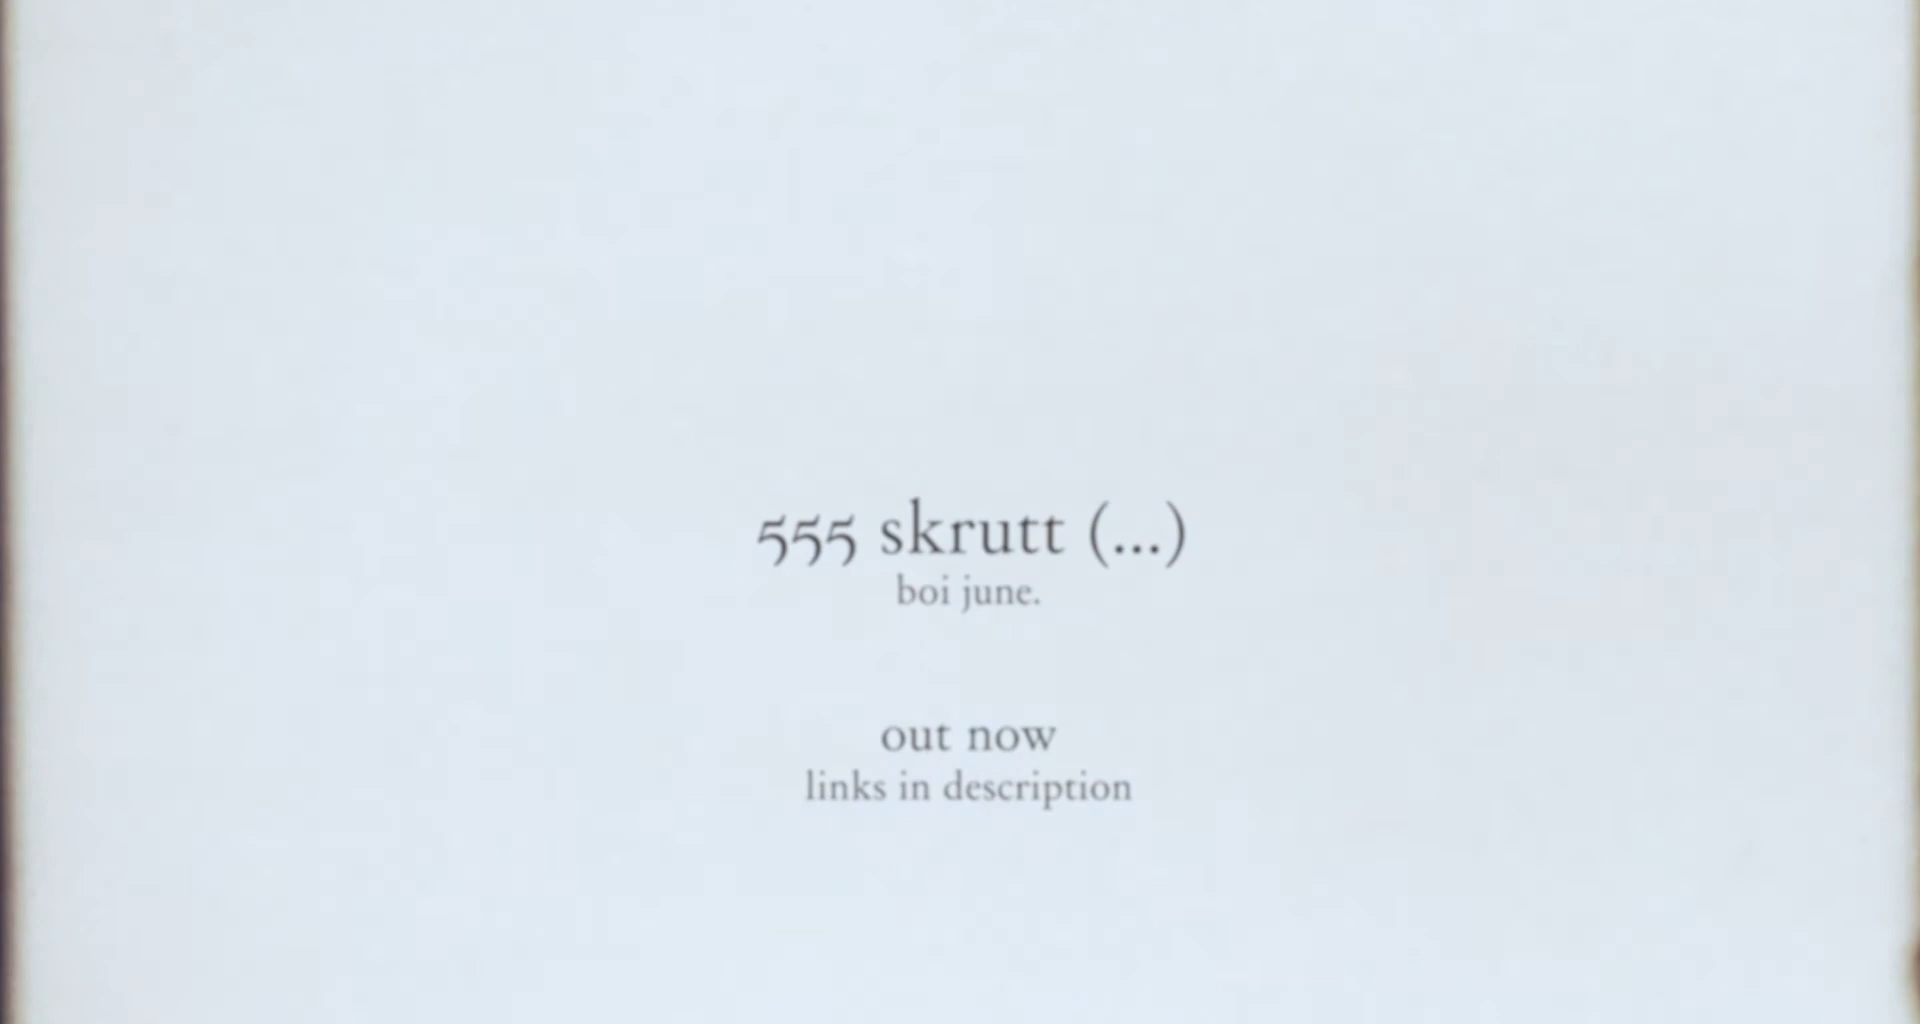 555 skrutt (...)
boi june.
out now
links in description